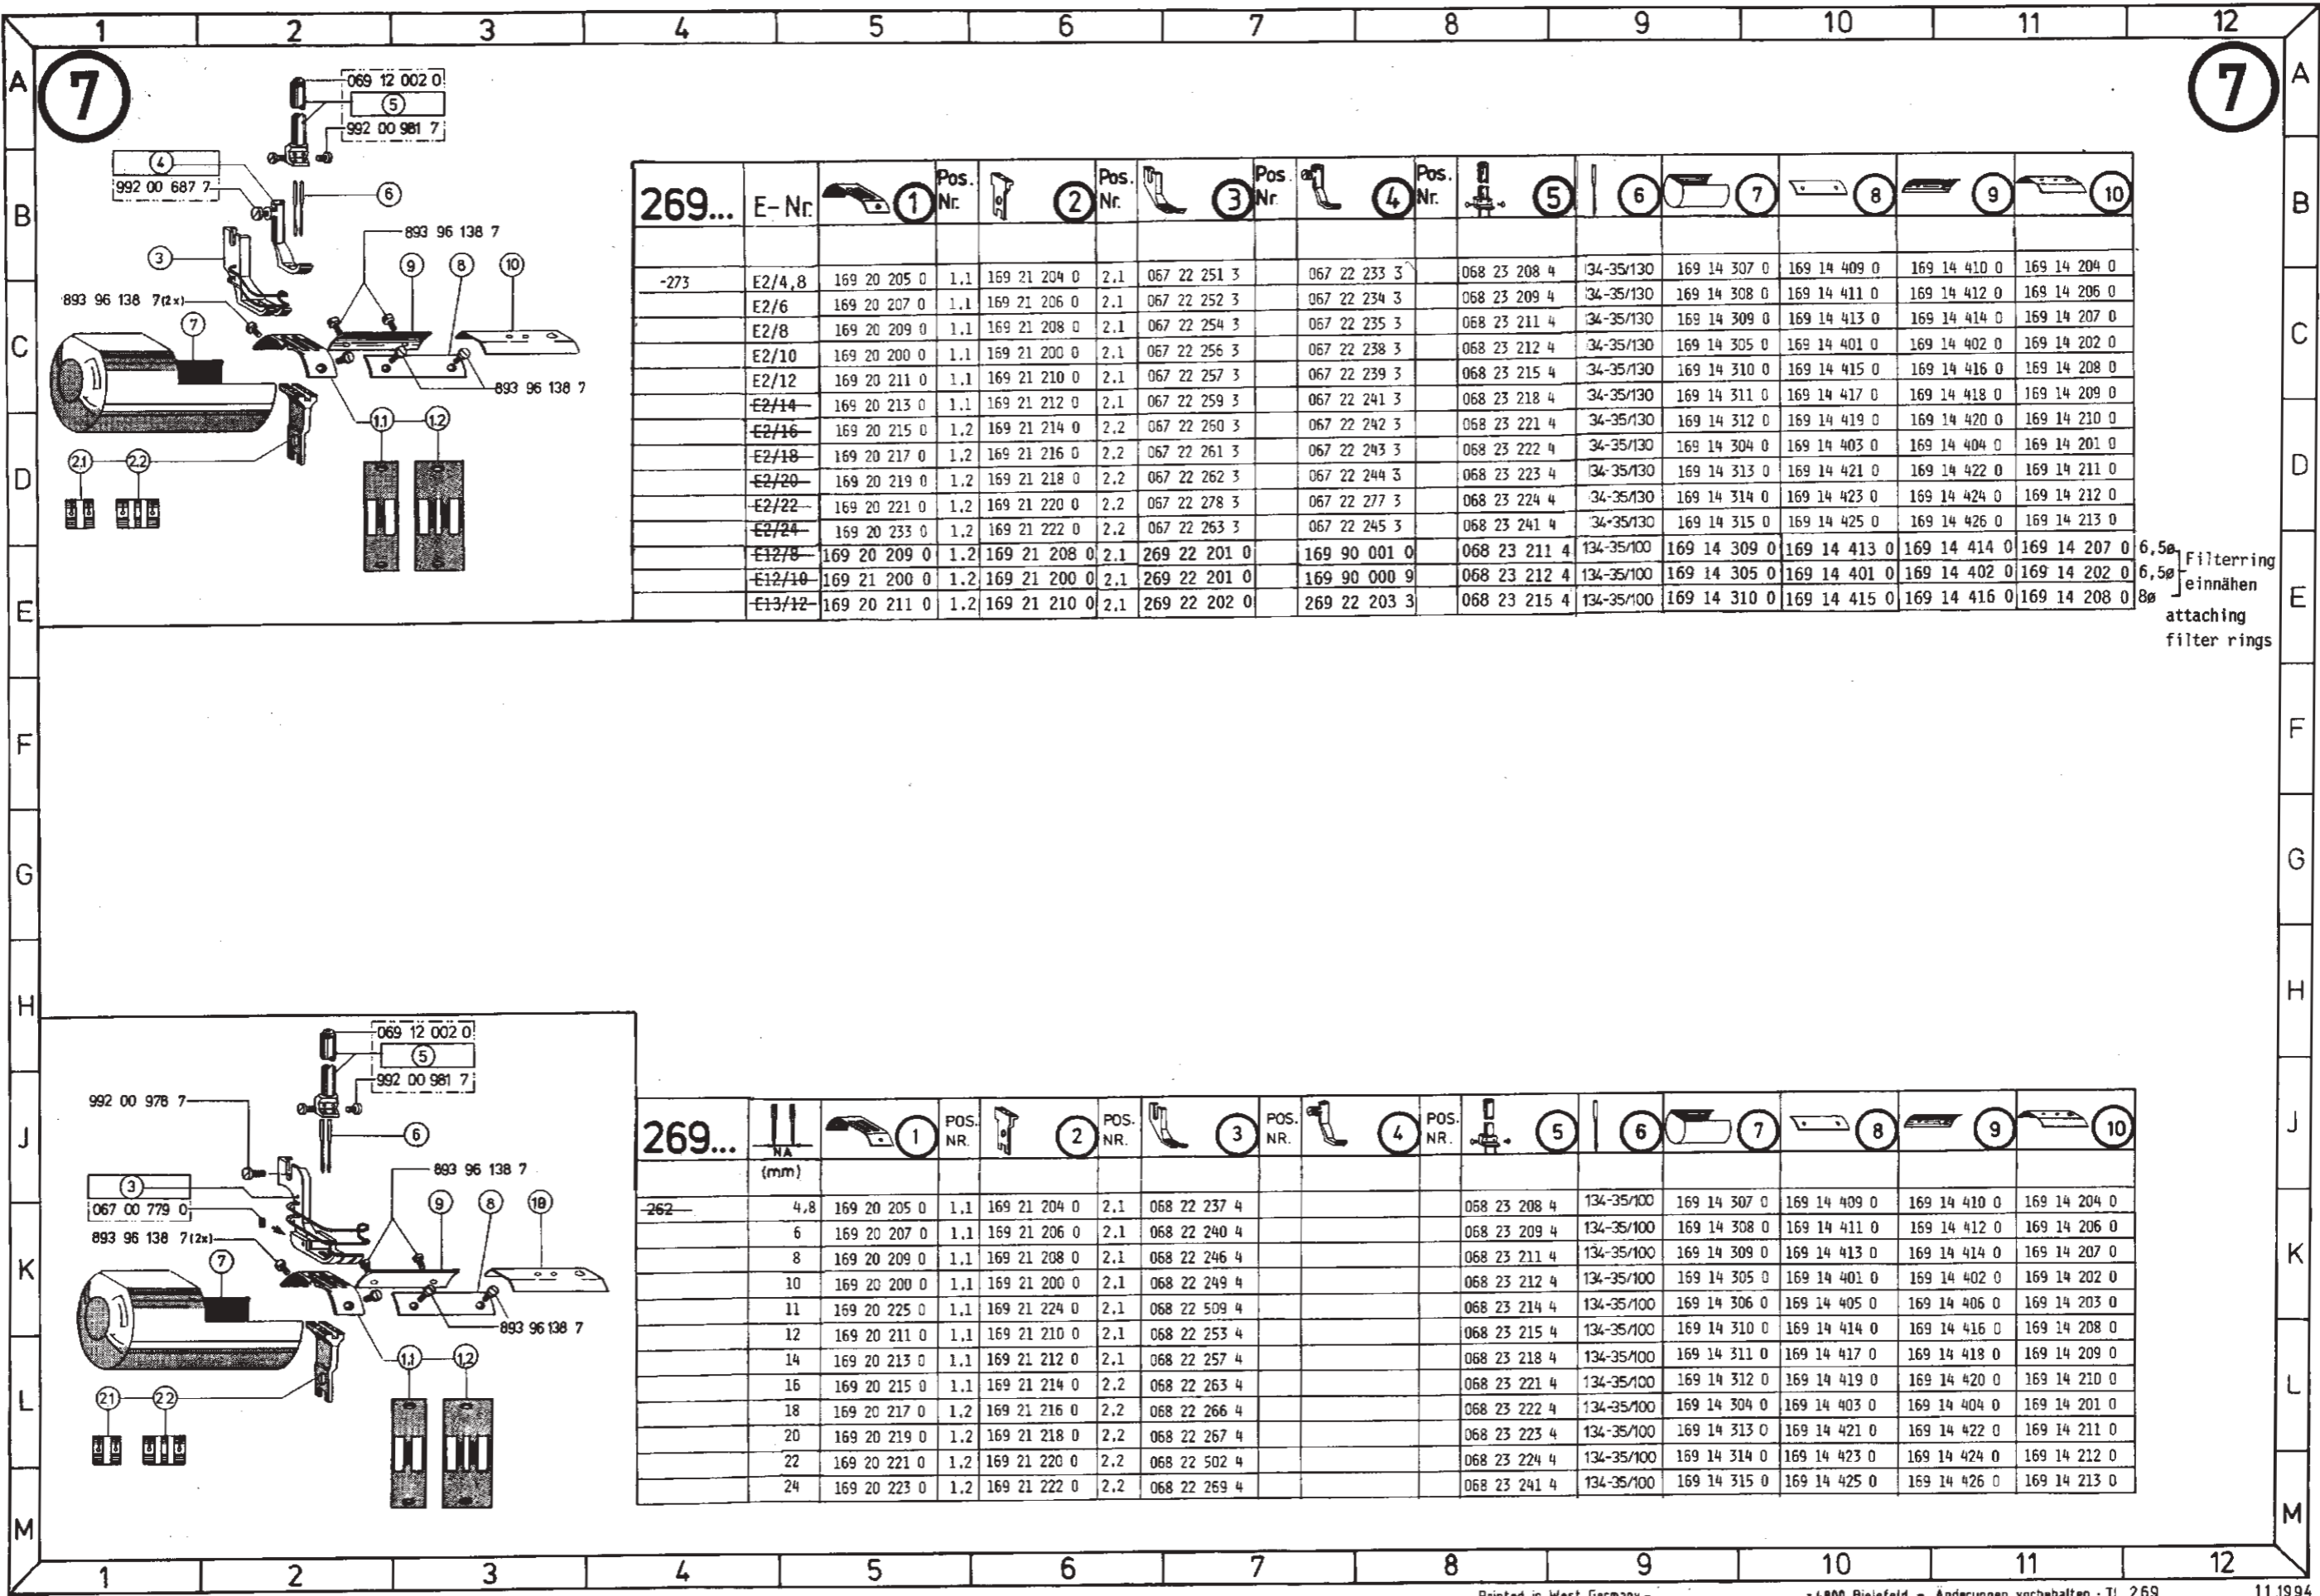 1 2 3 4 5 6 7 8 9 10 11 12
A A
7 7
069 12 002 0
5
992 00 981 7
4
992 00 687 7
6
893 96 138 7
3
9 8 10
893 96 138 7(2x)
7
893 96 138 7
1.1 1.2
2.1 2.2
B B
C C
D D
E E
269... E-Nr. 1 Pos. Nr. 2 Pos. Nr. 3 Pos. Nr. 4 Pos. Nr. 5 6 7 8 9 10
-273 E2/4,8 169 20 205 0 1.1 169 21 204 0 2.1 067 22 251 3 067 22 233 3 068 23 208 4 134-35/130 169 14 307 0 169 14 409 0 169 14 410 0 169 14 204 0
E2/6 169 20 207 0 1.1 169 21 206 0 2.1 067 22 252 3 067 22 234 3 068 23 209 4 34-35/130 169 14 308 0 169 14 411 0 169 14 412 0 169 14 206 0
E2/8 169 20 209 0 1.1 169 21 208 0 2.1 067 22 254 3 067 22 235 3 068 23 211 4 34-35/130 169 14 309 0 169 14 413 0 169 14 414 0 169 14 207 0
E2/10 169 20 200 0 1.1 169 21 200 0 2.1 067 22 256 3 067 22 238 3 068 23 212 4 34-35/130 169 14 305 0 169 14 401 0 169 14 402 0 169 14 202 0
E2/12 169 20 211 0 1.1 169 21 210 0 2.1 067 22 257 3 067 22 239 3 068 23 215 4 34-35/130 169 14 310 0 169 14 415 0 169 14 416 0 169 14 208 0
E2/14 169 20 213 0 1.1 169 21 212 0 2.1 067 22 259 3 067 22 241 3 068 23 218 4 34-35/130 169 14 311 0 169 14 417 0 169 14 418 0 169 14 209 0
E2/16 169 20 215 0 1.2 169 21 214 0 2.2 067 22 260 3 067 22 242 3 068 23 221 4 34-35/130 169 14 312 0 169 14 419 0 169 14 420 0 169 14 210 0
E2/18 169 20 217 0 1.2 169 21 216 0 2.2 067 22 261 3 067 22 243 3 068 23 222 4 34-35/130 169 14 304 0 169 14 403 0 169 14 404 0 169 14 201 0
E2/20 169 20 219 0 1.2 169 21 218 0 2.2 067 22 262 3 067 22 244 3 068 23 223 4 34-35/130 169 14 313 0 169 14 421 0 169 14 422 0 169 14 211 0
E2/22 169 20 221 0 1.2 169 21 220 0 2.2 067 22 278 3 067 22 277 3 068 23 224 4 34-35/130 169 14 314 0 169 14 423 0 169 14 424 0 169 14 212 0
E2/24 169 20 233 0 1.2 169 21 222 0 2.2 067 22 263 3 067 22 245 3 068 23 241 4 34-35/130 169 14 315 0 169 14 425 0 169 14 426 0 169 14 213 0
E12/8 169 20 209 0 1.2 169 21 208 0 2.1 269 22 201 0 169 90 001 0 068 23 211 4 134-35/100 169 14 309 0 169 14 413 0 169 14 414 0 169 14 207 0 6,5ø
E12/10 169 21 200 0 1.2 169 21 200 0 2.1 269 22 201 0 169 90 000 9 068 23 212 4 134-35/100 169 14 305 0 169 14 401 0 169 14 402 0 169 14 202 0 6,5ø
E13/12 169 20 211 0 1.2 169 21 210 0 2.1 269 22 202 0 269 22 203 3 068 23 215 4 134-35/100 169 14 310 0 169 14 415 0 169 14 416 0 169 14 208 0 8ø
Filterring
einnähen
attaching
filter rings
F F
G G
H H
069 12 002 0
5
992 00 981 7
992 00 978 7
6
893 96 138 7
3
067 00 779 0
9 8 10
893 96 138 7(2x)
7
893 96 138 7
1.1 1.2
2.1 2.2
J J
K K
L L
M M
269... NA (mm) 1 POS. NR. 2 POS. NR. 3 POS. NR. 4 POS. NR. 5 6 7 8 9 10
-262 4,8 169 20 205 0 1.1 169 21 204 0 2.1 068 22 237 4 068 23 208 4 134-35/100 169 14 307 0 169 14 409 0 169 14 410 0 169 14 204 0
6 169 20 207 0 1.1 169 21 206 0 2.1 068 22 240 4 068 23 209 4 134-35/100 169 14 308 0 169 14 411 0 169 14 412 0 169 14 206 0
8 169 20 209 0 1.1 169 21 208 0 2.1 068 22 246 4 068 23 211 4 134-35/100 169 14 309 0 169 14 413 0 169 14 414 0 169 14 207 0
10 169 20 200 0 1.1 169 21 200 0 2.1 068 22 249 4 068 23 212 4 134-35/100 169 14 305 0 169 14 401 0 169 14 402 0 169 14 202 0
11 169 20 225 0 1.1 169 21 224 0 2.1 068 22 509 4 068 23 214 4 134-35/100 169 14 306 0 169 14 405 0 169 14 406 0 169 14 203 0
12 169 20 211 0 1.1 169 21 210 0 2.1 068 22 253 4 068 23 215 4 134-35/100 169 14 310 0 169 14 414 0 169 14 416 0 169 14 208 0
14 169 20 213 0 1.1 169 21 212 0 2.1 068 22 257 4 068 23 218 4 134-35/100 169 14 311 0 169 14 417 0 169 14 418 0 169 14 209 0
16 169 20 215 0 1.1 169 21 214 0 2.2 068 22 263 4 068 23 221 4 134-35/100 169 14 312 0 169 14 419 0 169 14 420 0 169 14 210 0
18 169 20 217 0 1.2 169 21 216 0 2.2 068 22 266 4 068 23 222 4 134-35/100 169 14 304 0 169 14 403 0 169 14 404 0 169 14 201 0
20 169 20 219 0 1.2 169 21 218 0 2.2 068 22 267 4 068 23 223 4 134-35/100 169 14 313 0 169 14 421 0 169 14 422 0 169 14 211 0
22 169 20 221 0 1.2 169 21 220 0 2.2 068 22 502 4 068 23 224 4 134-35/100 169 14 314 0 169 14 423 0 169 14 424 0 169 14 212 0
24 169 20 223 0 1.2 169 21 222 0 2.2 068 22 269 4 068 23 241 4 134-35/100 169 14 315 0 169 14 425 0 169 14 426 0 169 14 213 0
1 2 3 4 5 6 7 8 9 10 11 12
Printed in West Germany - 4800 Bielefeld - Änderungen vorbehalten · TL 269 11.1994